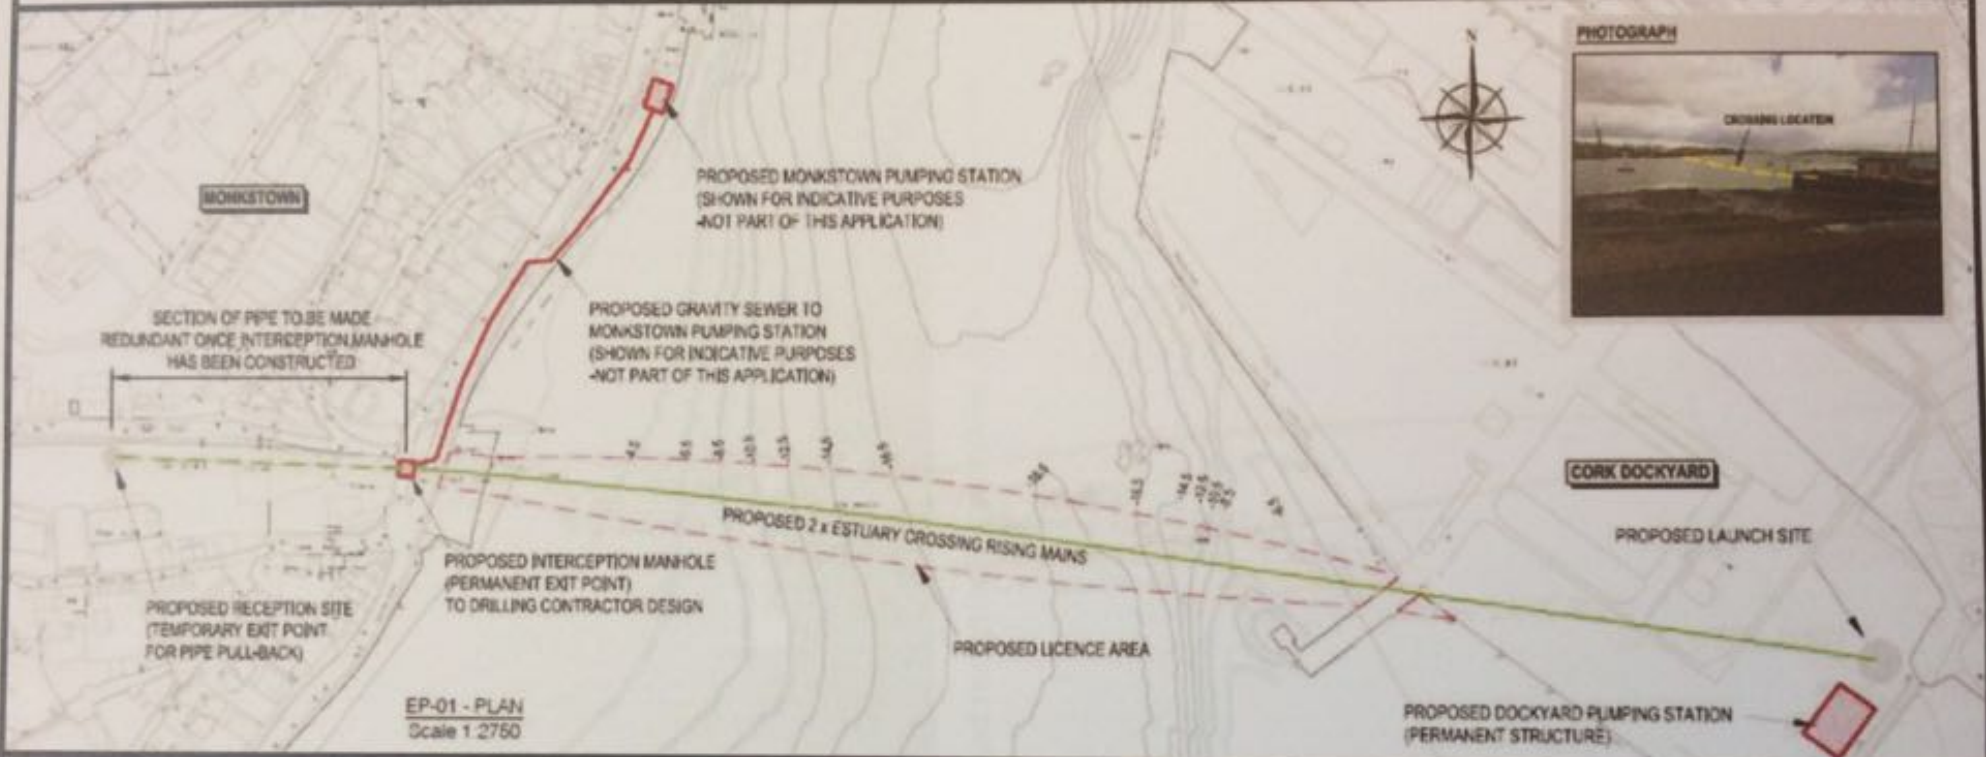 PHOTOGRAPH
CROSSING LOCATION
N
MONKSTOWN
PROPOSED MONKSTOWN PUMPING STATION
(SHOWN FOR INDICATIVE PURPOSES
-NOT PART OF THIS APPLICATION)
SECTION OF PIPE TO BE MADE
REDUNDANT ONCE INTERCEPTION MANHOLE
HAS BEEN CONSTRUCTED
PROPOSED GRAVITY SEWER TO
MONKSTOWN PUMPING STATION
(SHOWN FOR INDICATIVE PURPOSES
-NOT PART OF THIS APPLICATION)
CORK DOCKYARD
PROPOSED LAUNCH SITE
PROPOSED 2 x ESTUARY CROSSING RISING MAINS
PROPOSED INTERCEPTION MANHOLE
(PERMANENT EXIT POINT)
TO DRILLING CONTRACTOR DESIGN
PROPOSED RECEPTION SITE
(TEMPORARY EXIT POINT
FOR PIPE PULL-BACK)
PROPOSED LICENCE AREA
EP-01 - PLAN
Scale 1:2750
PROPOSED DOCKYARD PUMPING STATION
(PERMANENT STRUCTURE)